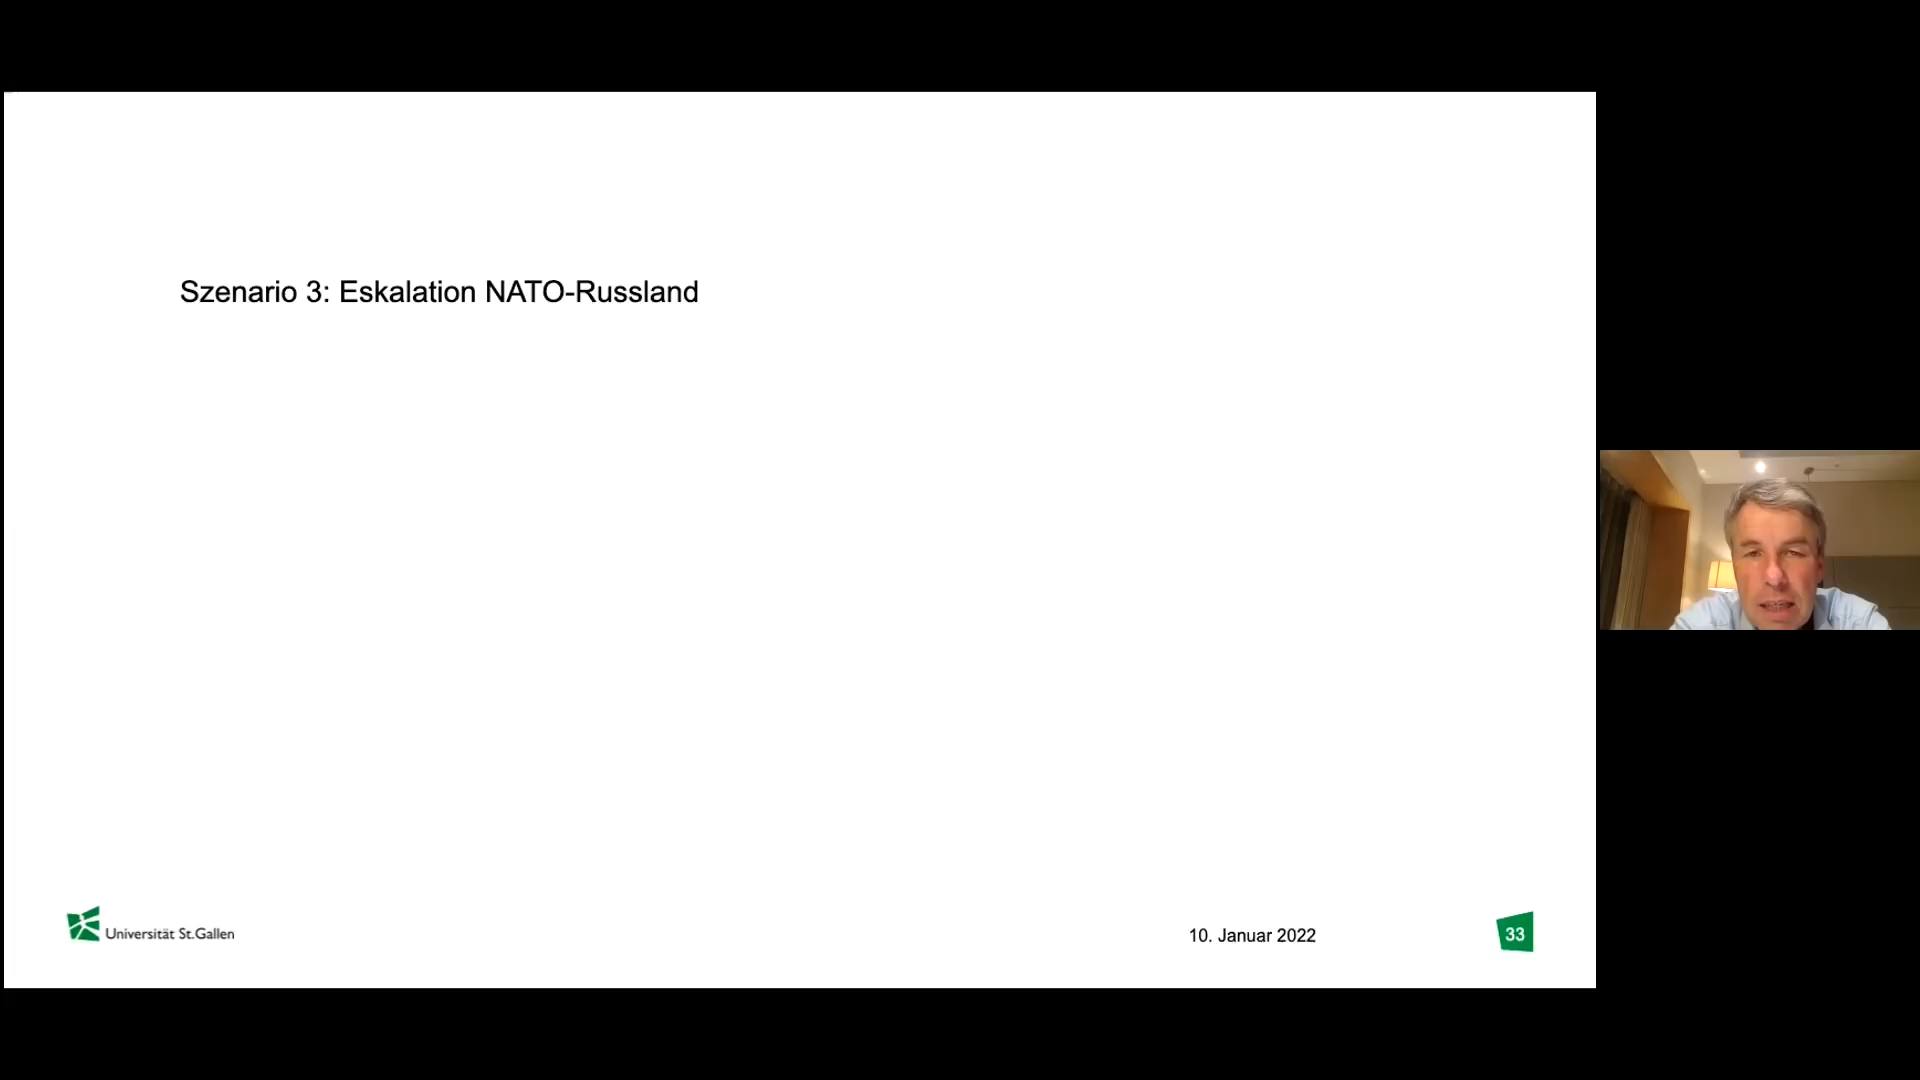 Szenario 3: Eskalation NATO-Russland
Universität St.Gallen
10. Januar 2022
33